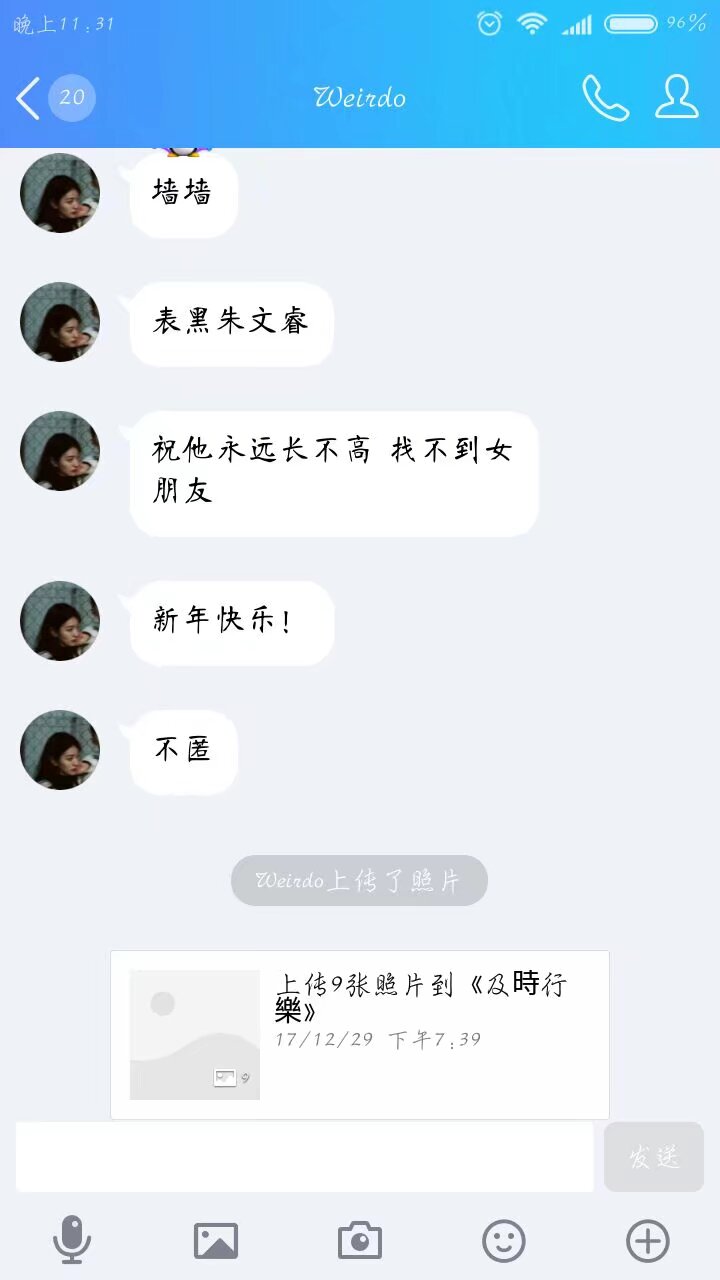 晚上11:31
96%
20
Weirdo
墙墙
表黑朱文睿
祝他永远长不高 找不到女
朋友
新年快乐!
不匿
Weirdo上传了照片
上传9张照片到《及時行
樂》
17/12/29 下午7:39
9
发送